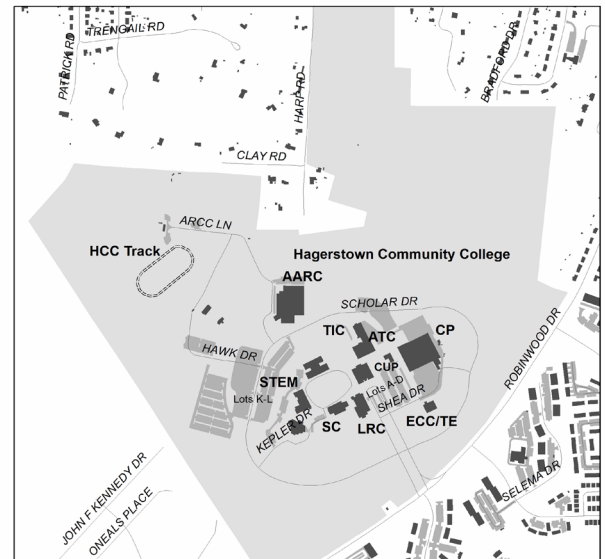 TRENGAIL RD
PATRICK RD
HARP RD
BRADFORD DR
CLAY RD
ARCC LN
HCC Track
Hagerstown Community College
AARC
SCHOLAR DR
TIC
ATC
CP
HAWK DR
CUP
STEM
Lots A-D
Lots K-L
SHEA DR
ROBINWOOD DR
KEPLER DR
SC
LRC
ECC/TE
JOHN F KENNEDY DR
ONEALS PLACE
SELEMA DR